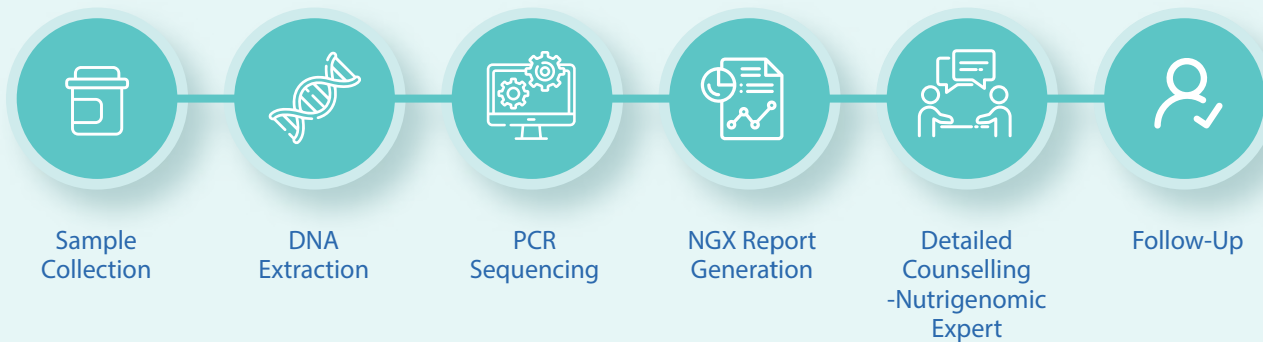 Sample
Collection
DNA
Extraction
PCR
Sequencing
NGX Report
Generation
Detailed
Counselling
-Nutrigenomic
Expert
Follow-Up